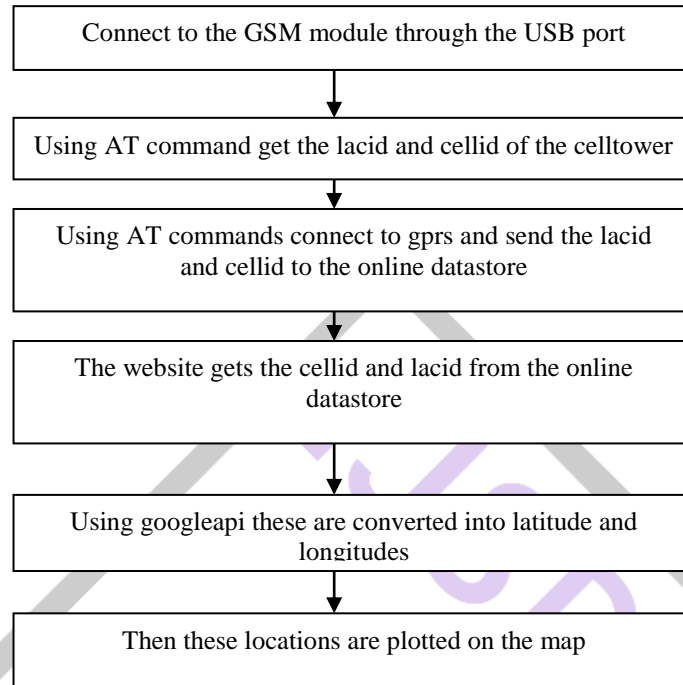 Connect to the GSM module through the USB port
Using AT command get the lacid and cellid of the celltower
Using AT commands connect to gprs and send the lacid
and cellid to the online datastore
The website gets the cellid and lacid from the online
datastore
Using googleapi these are converted into latitude and
longitudes
Then these locations are plotted on the map